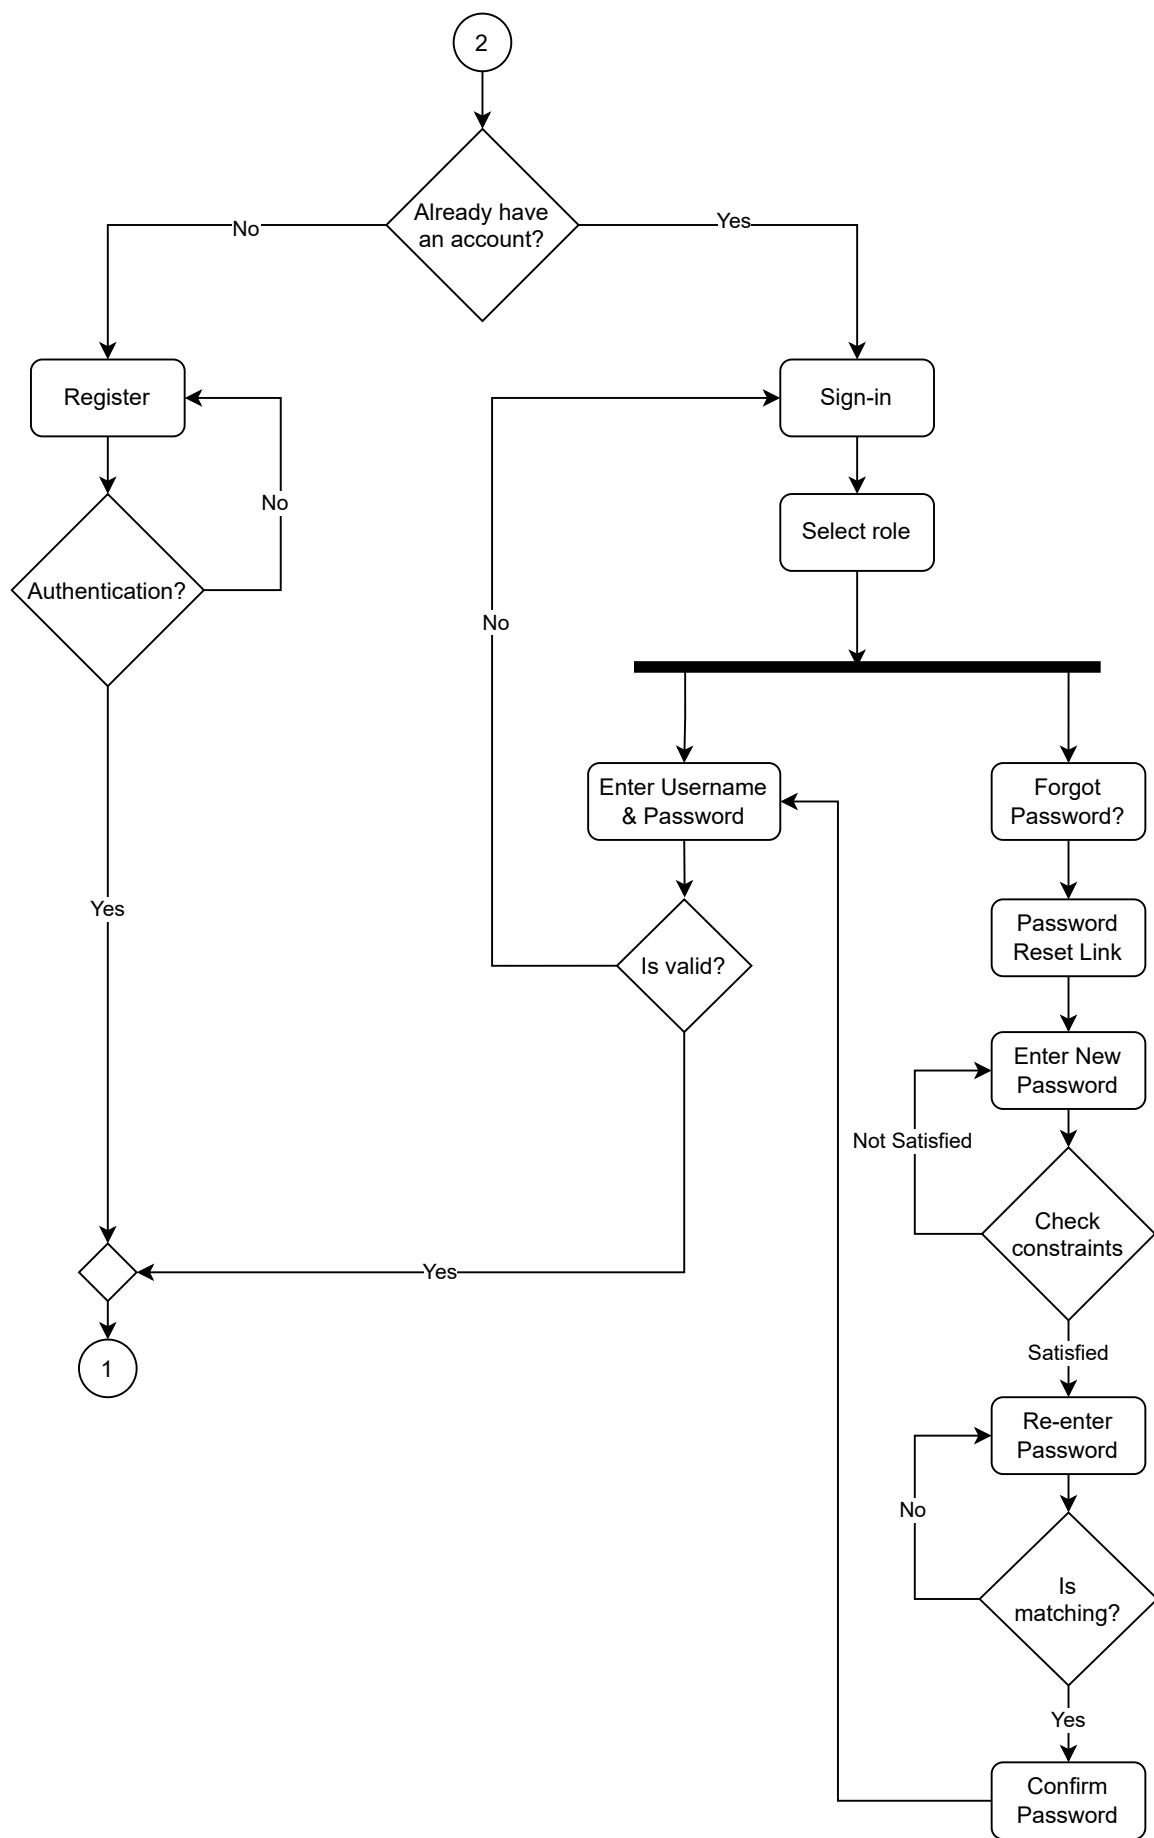 2
Already have
an account?
No
Yes
Register
Sign-in
No
Select role
Authentication?
No
Enter Username
& Password
Forgot
Password?
Yes
Password
Reset Link
Is valid?
Enter New
Password
Not Satisfied
Check
constraints
Yes
1
Satisfied
Re-enter
Password
No
Is
matching?
Yes
Confirm
Password